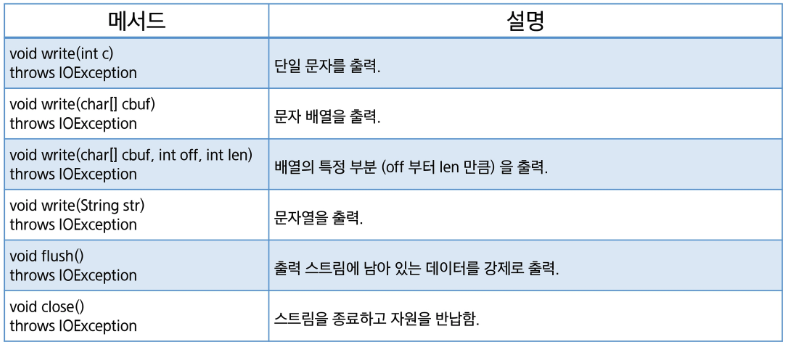 메서드
설명
void write(int c)
throws IOException
단일 문자를 출력.
void write(char[] cbuf)
throws IOException
문자 배열을 출력.
void write(char[] cbuf, int off, int len)
throws IOException
배열의 특정 부분 (off 부터 len 만큼) 을 출력.
void write(String str)
throws IOException
문자열을 출력.
void flush()
throws IOException
출력 스트림에 남아 있는 데이터를 강제로 출력.
void close()
throws IOException
스트림을 종료하고 자원을 반납함.